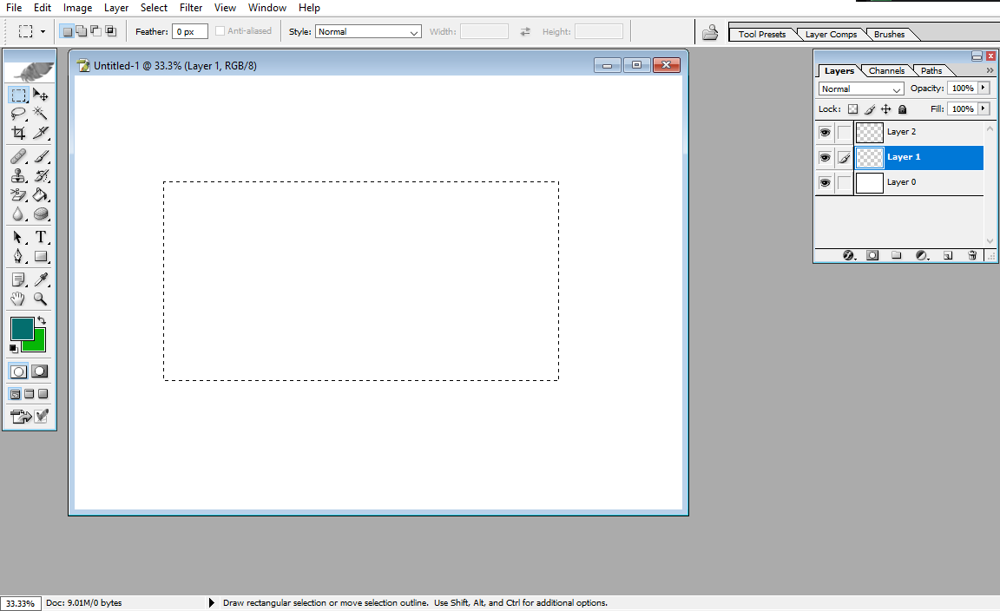 File Edit Image Layer Select Filter View Window Help
Feather: 0 px Anti-aliased Style: Normal Width: Height: Tool Presets Layer Comps Brushes
Untitled-1 @ 33.3% (Layer 1, RGB/8)
Layers Channels Paths
Normal Opacity: 100%
Lock: Fill: 100%
Layer 2
Layer 1
Layer 0
T
33.33% Doc: 9.01M/0 bytes Draw rectangular selection or move selection outline. Use Shift, Alt, and Ctrl for additional options.